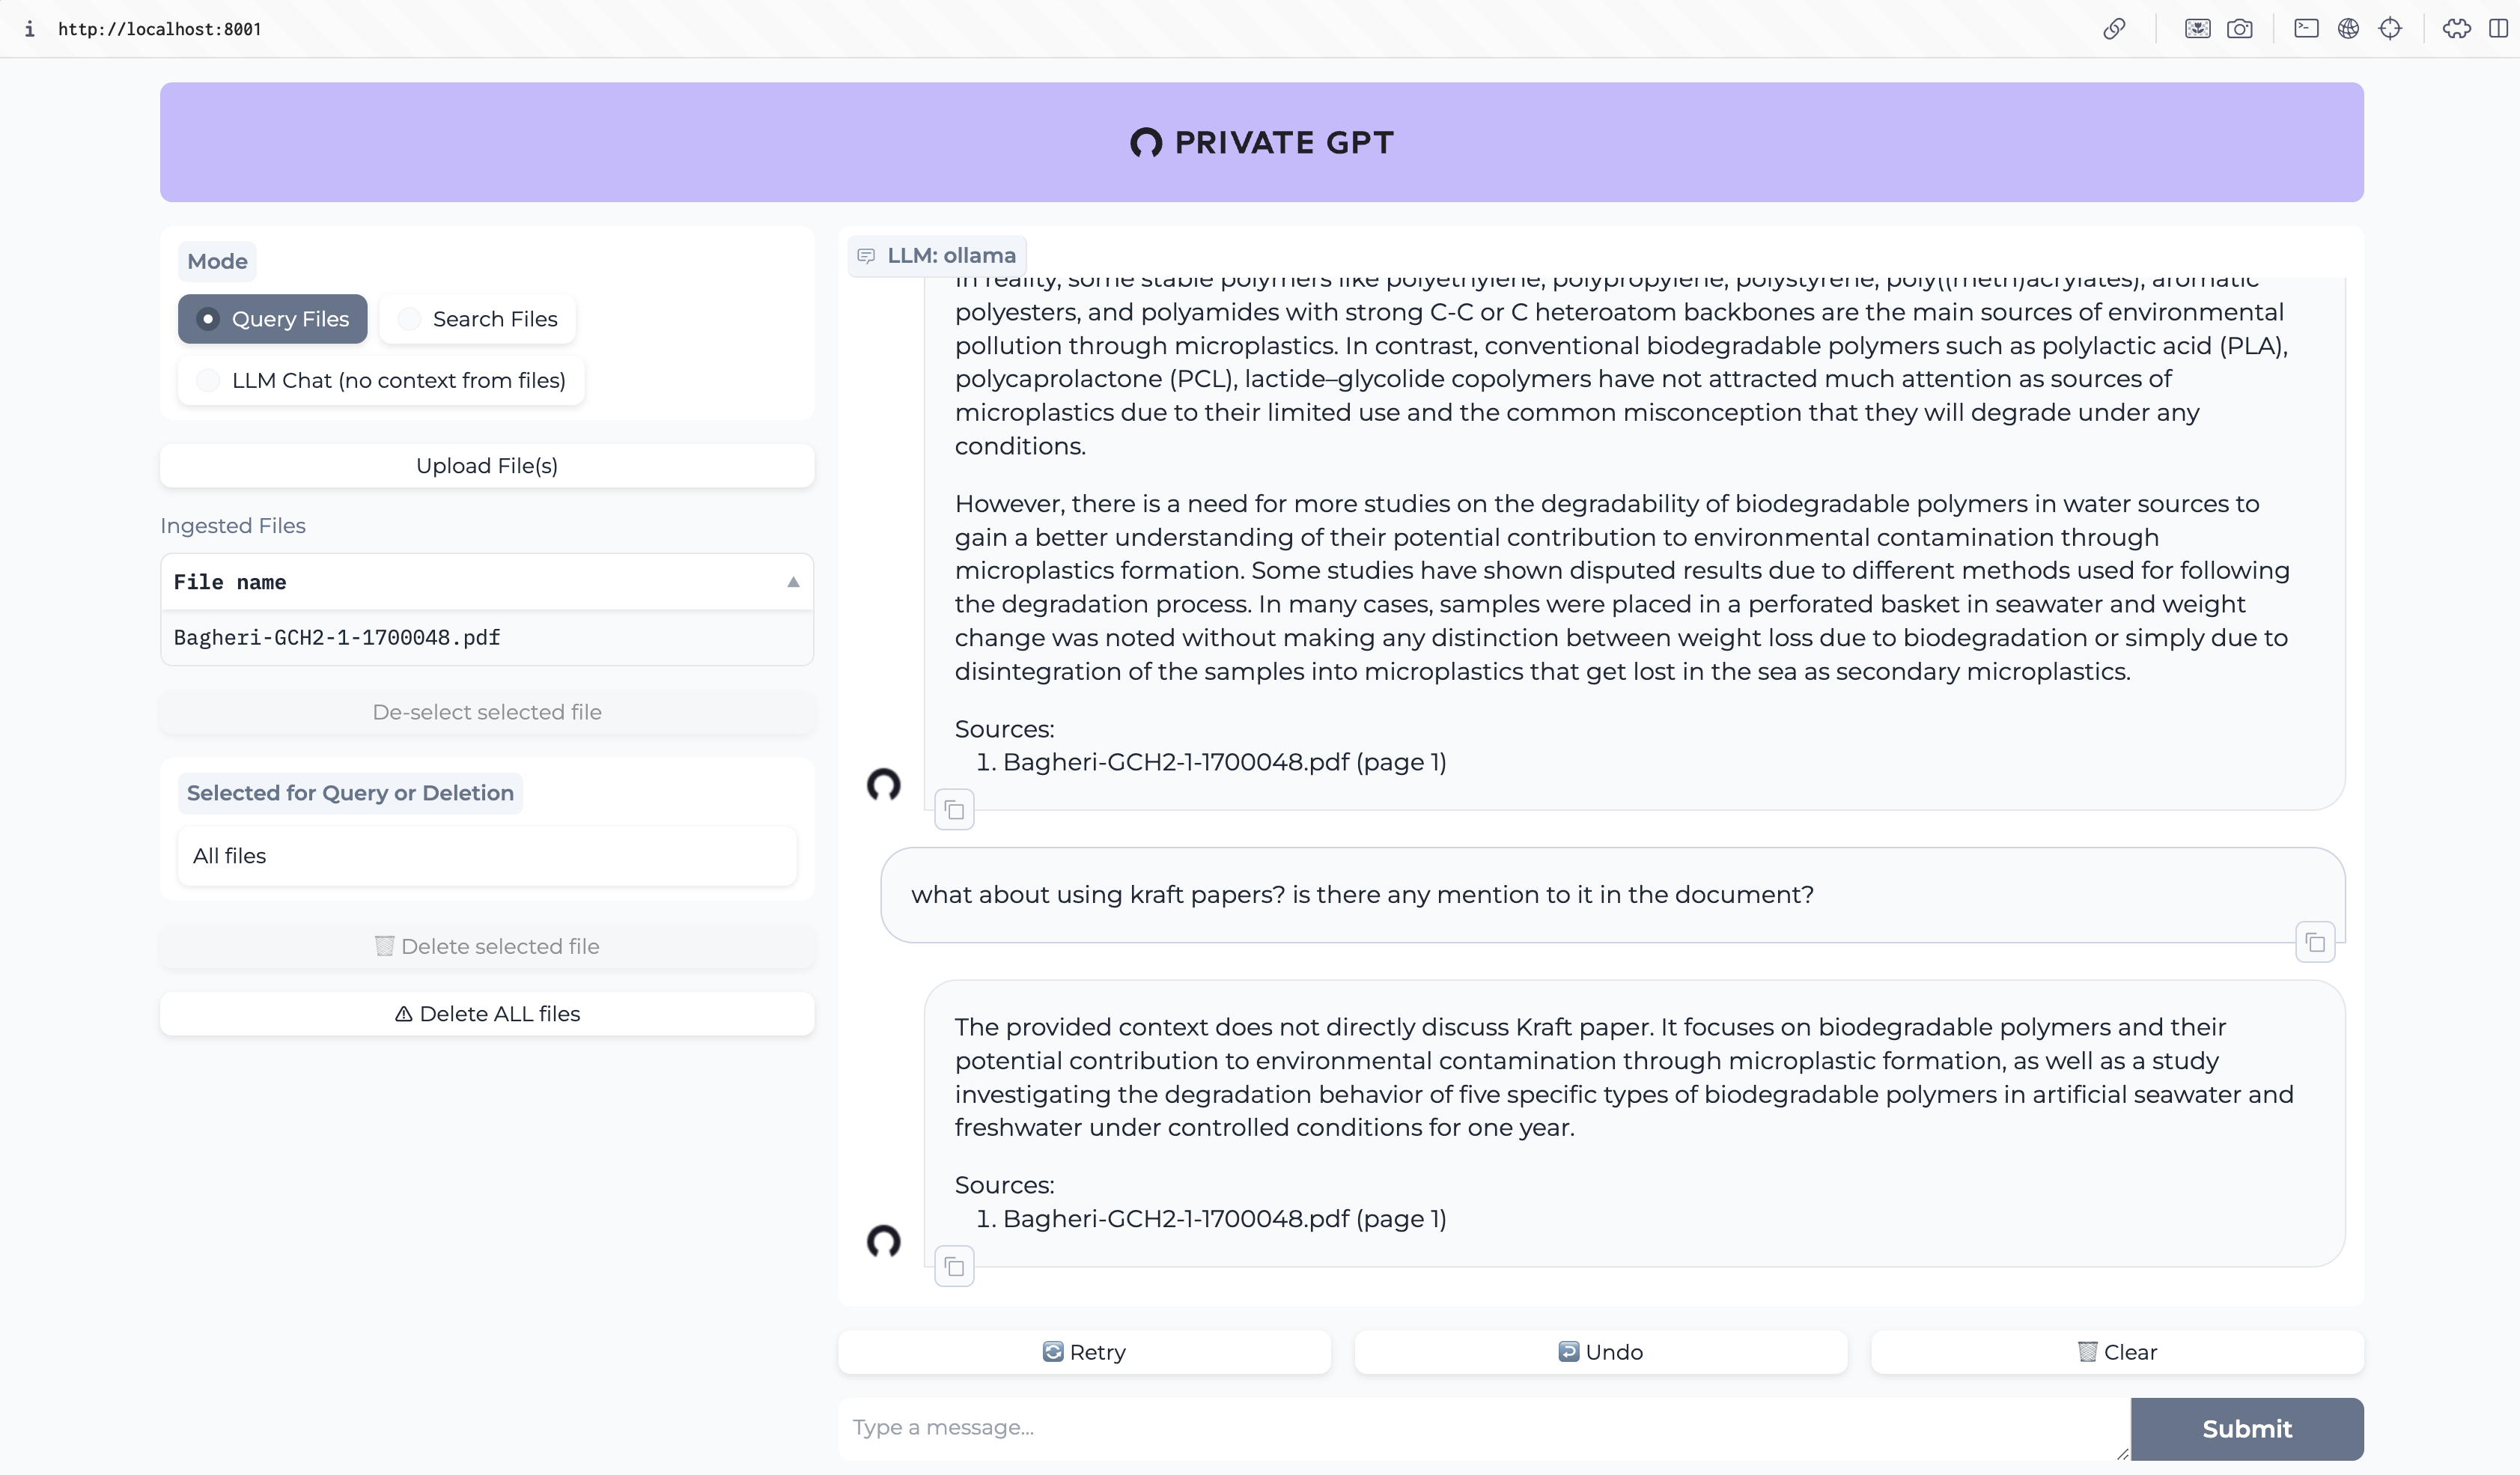 http://localhost:8001
PRIVATE GPT
Mode
Query Files
Search Files
LLM Chat (no context from files)
Upload File(s)
Ingested Files
File name
Bagheri-GCH2-1-1700048.pdf
De-select selected file
Selected for Query or Deletion
All files
Delete selected file
Delete ALL files
LLM: ollama
In reality, some stable polymers like polyethylene, polypropylene, polystyrene, poly((meth)acrylates), aromatic
polyesters, and polyamides with strong C-C or C heteroatom backbones are the main sources of environmental
pollution through microplastics. In contrast, conventional biodegradable polymers such as polylactic acid (PLA),
polycaprolactone (PCL), lactide–glycolide copolymers have not attracted much attention as sources of
microplastics due to their limited use and the common misconception that they will degrade under any
conditions.
However, there is a need for more studies on the degradability of biodegradable polymers in water sources to
gain a better understanding of their potential contribution to environmental contamination through
microplastics formation. Some studies have shown disputed results due to different methods used for following
the degradation process. In many cases, samples were placed in a perforated basket in seawater and weight
change was noted without making any distinction between weight loss due to biodegradation or simply due to
disintegration of the samples into microplastics that get lost in the sea as secondary microplastics.
Sources:
1. Bagheri-GCH2-1-1700048.pdf (page 1)
what about using kraft papers? is there any mention to it in the document?
The provided context does not directly discuss Kraft paper. It focuses on biodegradable polymers and their
potential contribution to environmental contamination through microplastic formation, as well as a study
investigating the degradation behavior of five specific types of biodegradable polymers in artificial seawater and
freshwater under controlled conditions for one year.
Sources:
1. Bagheri-GCH2-1-1700048.pdf (page 1)
Retry
Undo
Clear
Type a message...
Submit